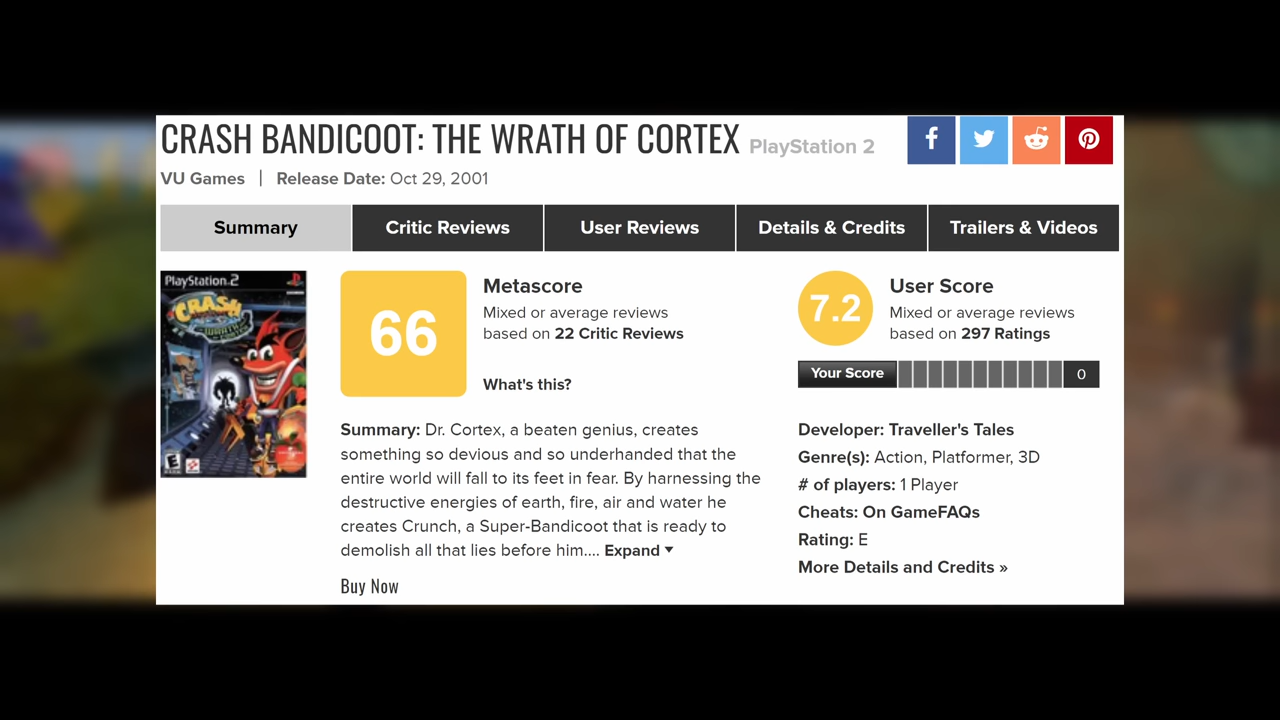 CRASH BANDICOOT: THE WRATH OF CORTEX PlayStation 2
VU Games | Release Date: Oct 29, 2001
Summary Critic Reviews User Reviews Details & Credits Trailers & Videos
PlayStation 2
CRASH
66
Metascore
Mixed or average reviews
based on 22 Critic Reviews
What's this?
7.2
User Score
Mixed or average reviews
based on 297 Ratings
Your Score 0
Summary: Dr. Cortex, a beaten genius, creates
something so devious and so underhanded that the
entire world will fall to its feet in fear. By harnessing the
destructive energies of earth, fire, air and water he
creates Crunch, a Super-Bandicoot that is ready to
demolish all that lies before him.... Expand
Buy Now
Developer: Traveller's Tales
Genre(s): Action, Platformer, 3D
# of players: 1 Player
Cheats: On GameFAQs
Rating: E
More Details and Credits »